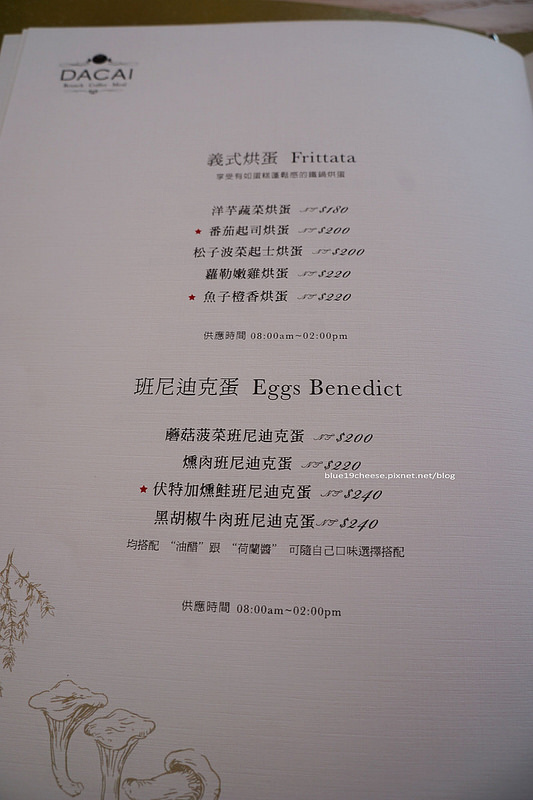 DACAI
Brunch Coffee Meal
義式烘蛋 Frittata
享受有如蛋糕蓬鬆感的鐵鍋烘蛋
洋芋蔬菜烘蛋 NT$180
★ 番茄起司烘蛋 NT$200
松子波菜起士烘蛋 NT$200
蘿勒嫩雞烘蛋 NT$220
★ 魚子橙香烘蛋 NT$220
供應時間 08:00am~02:00pm
班尼迪克蛋 Eggs Benedict
蘑菇菠菜班尼迪克蛋 NT$200
燻肉班尼迪克蛋 NT$220
blue19cheese.pixnet.net/blog
★ 伏特加燻鮭班尼迪克蛋 NT$240
黑胡椒牛肉班尼迪克蛋 NT$240
均搭配 “油醋” 跟 “荷蘭醬” 可隨自己口味選擇搭配
供應時間 08:00am~02:00pm